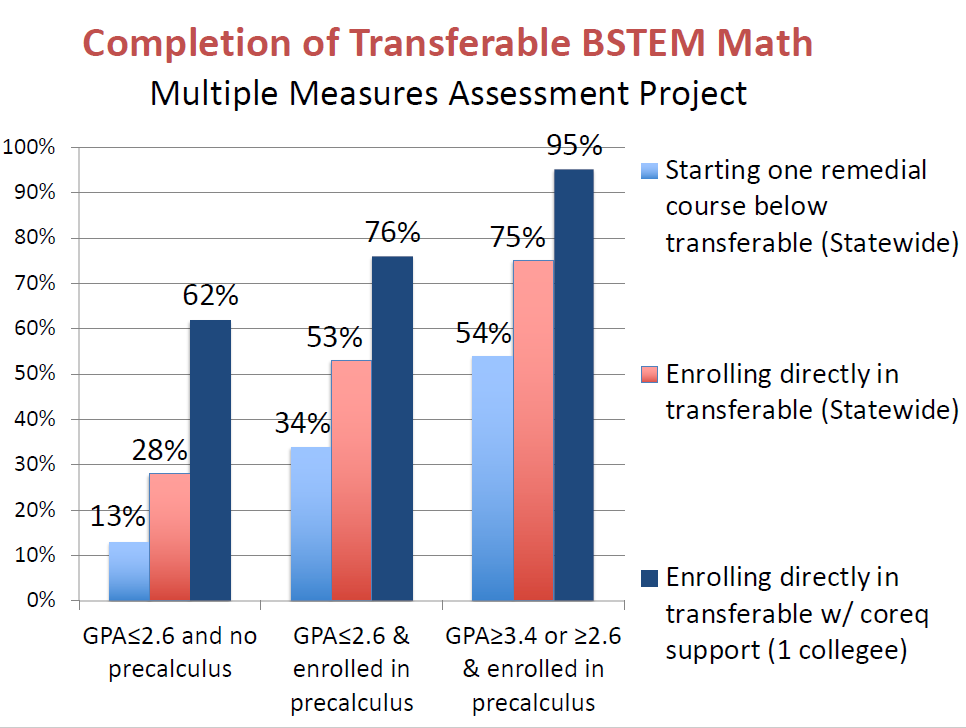 Completion of Transferable BSTEM Math
Multiple Measures Assessment Project
100%
90%
80%
70%
60%
50%
40%
30%
20%
10%
0%
13%
28%
62%
34%
53%
76%
54%
75%
95%
GPA≤2.6 and no
precalculus
GPA≤2.6 &
enrolled in
precalculus
GPA≥3.4 or ≥2.6
& enrolled in
precalculus
Starting one remedial
course below
transferable (Statewide)
Enrolling directly in
transferable (Statewide)
Enrolling directly in
transferable w/ coreq
support (1 collegee)